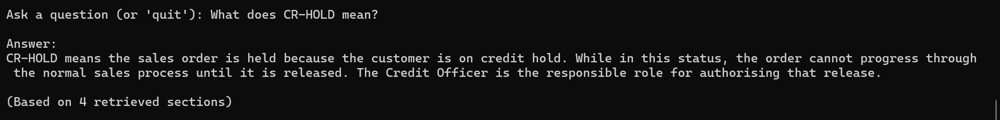 Ask a question (or 'quit'): What does CR-HOLD mean?
Answer:
CR-HOLD means the sales order is held because the customer is on credit hold. While in this status, the order cannot progress through
the normal sales process until it is released. The Credit Officer is the responsible role for authorising that release.
(Based on 4 retrieved sections)